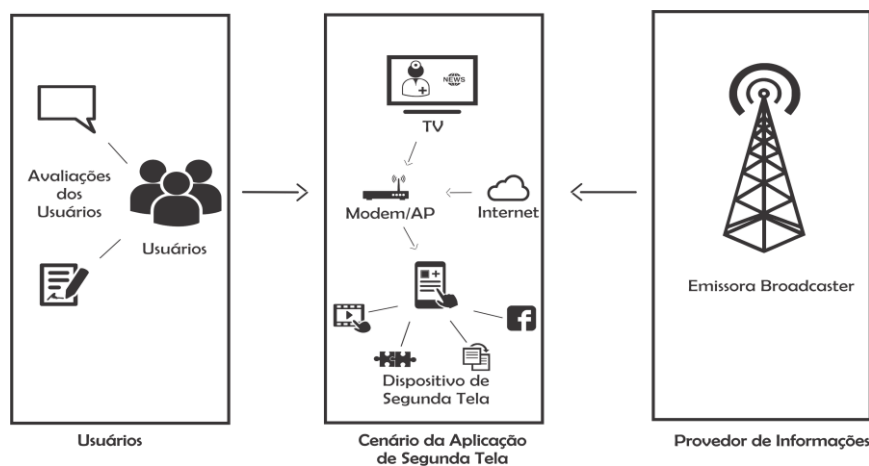 Avaliações
dos
Usuários
Usuários
Usuários
NEWS
TV
Modem/AP
Internet
f
Dispositivo de
Segunda Tela
Cenário da Aplicação
de Segunda Tela
Emissora Broadcaster
Provedor de Informações